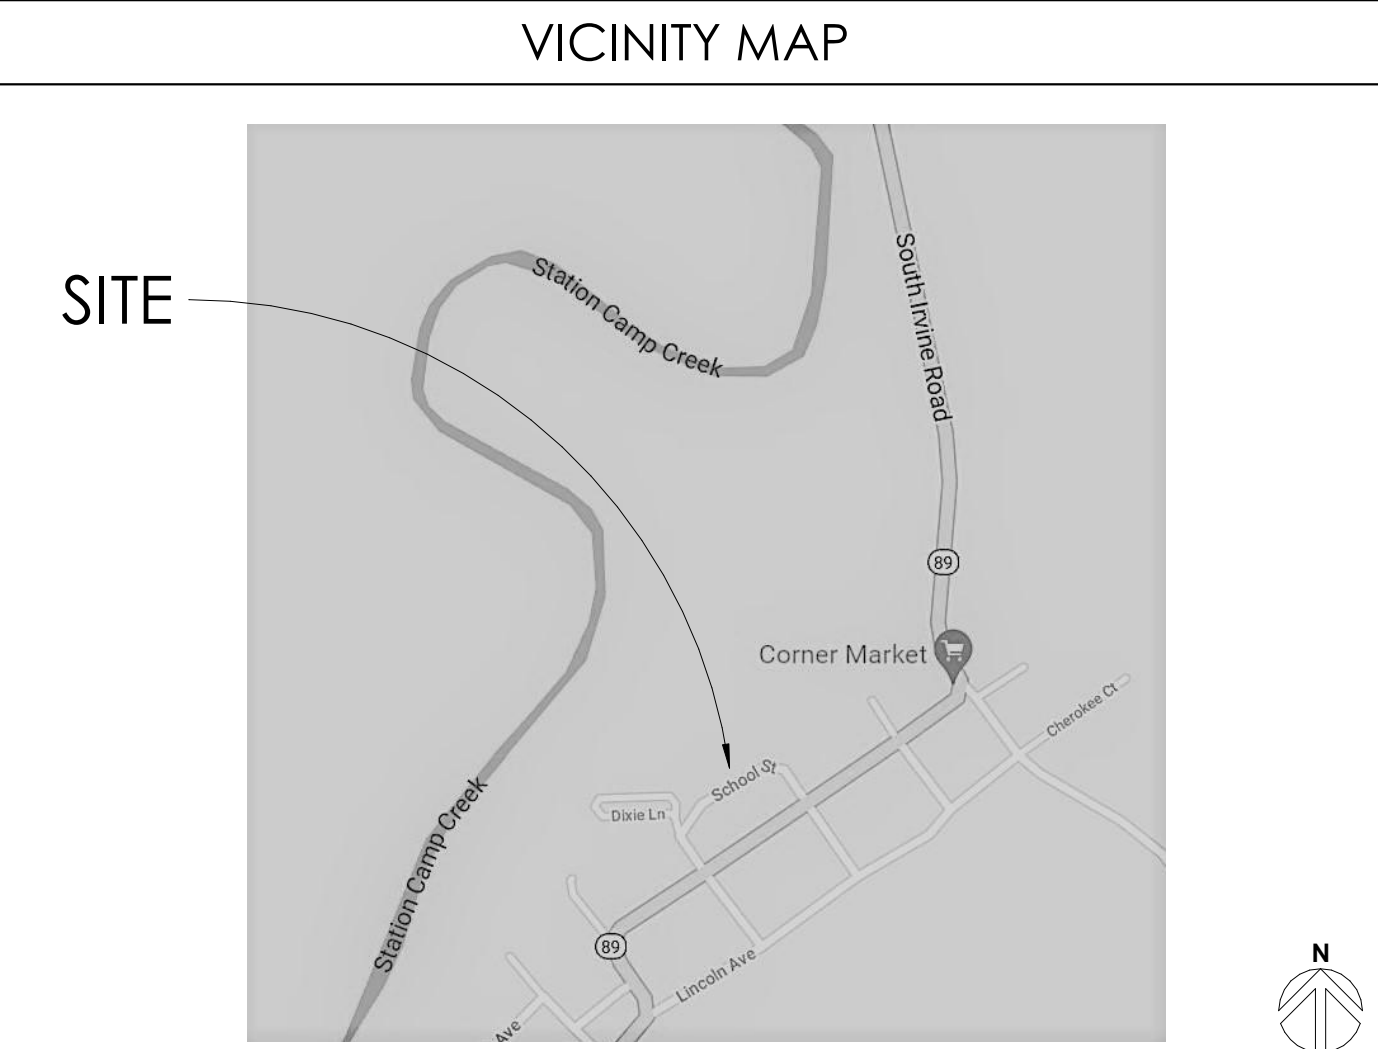 VICINITY MAP
SITE
Station Camp Creek
South Irvine Road
89
Corner Market
Cherokee Ct
School St
Dixie Ln
Station Camp Creek
89
Lincoln Ave
Ave
N